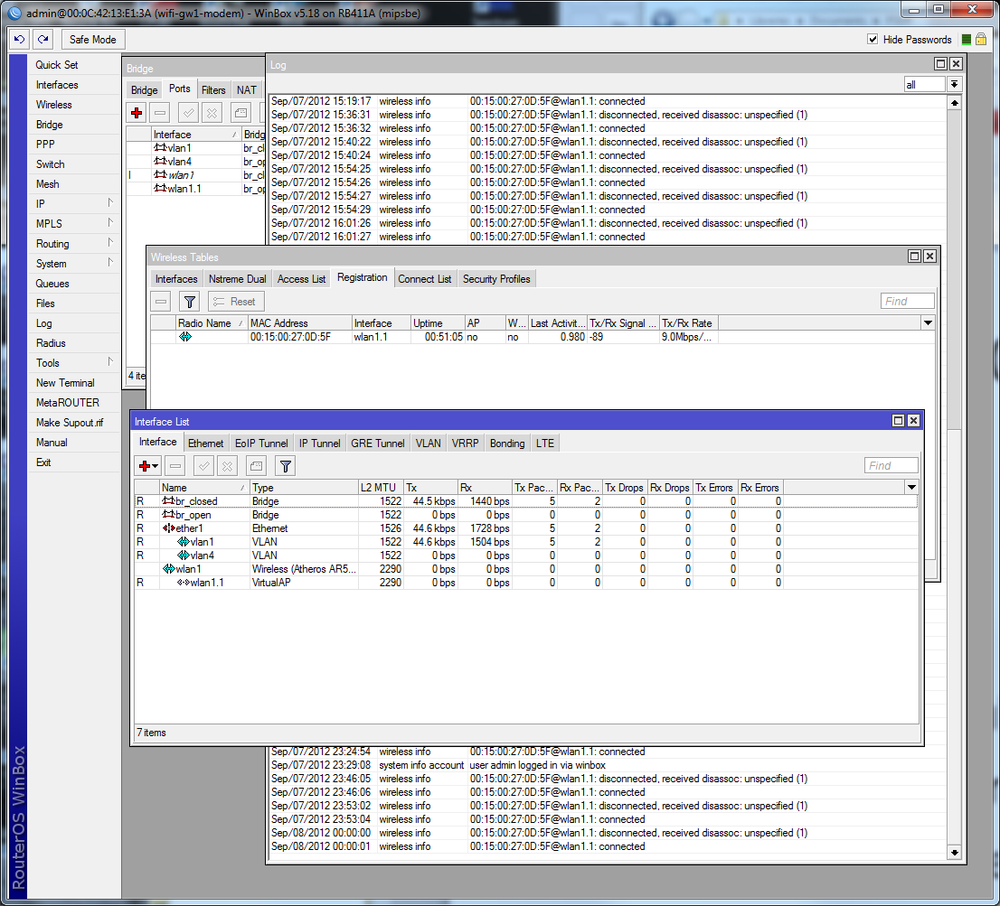 admin@00:0C:42:13:E1:3A (wifi-gw1-modem) - WinBox v5.18 on RB411A (mipsbe)
Safe Mode
Hide Passwords
Quick Set
Interfaces
Wireless
Bridge
PPP
Switch
Mesh
IP
MPLS
Routing
System
Queues
Files
Log
Radius
Tools
New Terminal
MetaROUTER
Make Supout.rif
Manual
Exit
RouterOS WinBox
Bridge
Bridge Ports Filters NAT
Interface Bridg
vlan1 br_cl
vlan4 br_op
I wlan1 br_cl
wlan1.1 br_op
4 ite
Log
all
Sep/07/2012 15:19:17 wireless info 00:15:00:27:0D:5F@wlan1.1: connected
Sep/07/2012 15:36:31 wireless info 00:15:00:27:0D:5F@wlan1.1: disconnected, received disassoc: unspecified (1)
Sep/07/2012 15:36:32 wireless info 00:15:00:27:0D:5F@wlan1.1: connected
Sep/07/2012 15:40:22 wireless info 00:15:00:27:0D:5F@wlan1.1: disconnected, received disassoc: unspecified (1)
Sep/07/2012 15:40:24 wireless info 00:15:00:27:0D:5F@wlan1.1: connected
Sep/07/2012 15:54:25 wireless info 00:15:00:27:0D:5F@wlan1.1: disconnected, received disassoc: unspecified (1)
Sep/07/2012 15:54:26 wireless info 00:15:00:27:0D:5F@wlan1.1: connected
Sep/07/2012 15:54:27 wireless info 00:15:00:27:0D:5F@wlan1.1: disconnected, received disassoc: unspecified (1)
Sep/07/2012 15:54:29 wireless info 00:15:00:27:0D:5F@wlan1.1: connected
Sep/07/2012 16:01:26 wireless info 00:15:00:27:0D:5F@wlan1.1: disconnected, received disassoc: unspecified (1)
Sep/07/2012 16:01:27 wireless info 00:15:00:27:0D:5F@wlan1.1: connected
Wireless Tables
Interfaces Nstreme Dual Access List Registration Connect List Security Profiles
Reset Find
Radio Name MAC Address Interface Uptime AP W... Last Activit... Tx/Rx Signal ... Tx/Rx Rate
00:15:00:27:0D:5F wlan1.1 00:51:05 no no 0.980 -89 9.0Mbps/...
Interface List
Interface Ethernet EoIP Tunnel IP Tunnel GRE Tunnel VLAN VRRP Bonding LTE
Find
Name Type L2 MTU Tx Rx Tx Pac... Rx Pac... Tx Drops Rx Drops Tx Errors Rx Errors
R br_closed Bridge 1522 44.5 kbps 1440 bps 5 2 0 0 0 0
R br_open Bridge 1522 0 bps 0 bps 0 0 0 0 0 0
R ether1 Ethernet 1526 44.6 kbps 1728 bps 5 2 0 0 0 0
R vlan1 VLAN 1522 44.6 kbps 1504 bps 5 2 0 0 0 0
R vlan4 VLAN 1522 0 bps 0 bps 0 0 0 0 0 0
wlan1 Wireless (Atheros AR5... 2290 0 bps 0 bps 0 0 0 0 0 0
R wlan1.1 VirtualAP 2290 0 bps 0 bps 0 0 0 0 0 0
7 items
Sep/07/2012 23:24:54 wireless info 00:15:00:27:0D:5F@wlan1.1: connected
Sep/07/2012 23:29:08 system info account user admin logged in via winbox
Sep/07/2012 23:46:05 wireless info 00:15:00:27:0D:5F@wlan1.1: disconnected, received disassoc: unspecified (1)
Sep/07/2012 23:46:06 wireless info 00:15:00:27:0D:5F@wlan1.1: connected
Sep/07/2012 23:53:02 wireless info 00:15:00:27:0D:5F@wlan1.1: disconnected, received disassoc: unspecified (1)
Sep/07/2012 23:53:04 wireless info 00:15:00:27:0D:5F@wlan1.1: connected
Sep/08/2012 00:00:00 wireless info 00:15:00:27:0D:5F@wlan1.1: disconnected, received disassoc: unspecified (1)
Sep/08/2012 00:00:01 wireless info 00:15:00:27:0D:5F@wlan1.1: connected